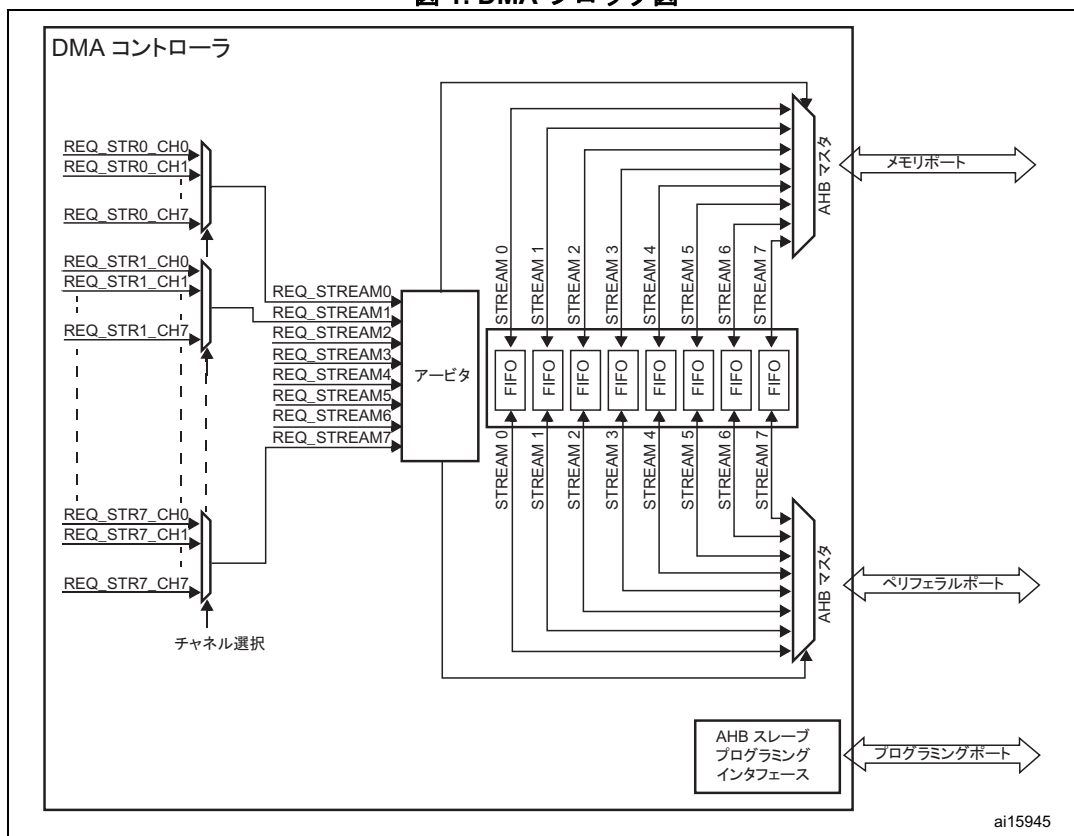 図 1. DMA ブロック図
DMA コントローラ
REQ_STR0_CH0
REQ_STR0_CH1
REQ_STR0_CH7
REQ_STR1_CH0
REQ_STR1_CH1
REQ_STR1_CH7
REQ_STR7_CH0
REQ_STR7_CH1
REQ_STR7_CH7
チャネル選択
REQ_STREAM0
REQ_STREAM1
REQ_STREAM2
REQ_STREAM3
REQ_STREAM4
REQ_STREAM5
REQ_STREAM6
REQ_STREAM7
アービタ
STREAM 0
STREAM 1
STREAM 2
STREAM 3
STREAM 4
STREAM 5
STREAM 6
STREAM 7
FIFO
FIFO
FIFO
FIFO
FIFO
FIFO
FIFO
FIFO
STREAM 0
STREAM 1
STREAM 2
STREAM 3
STREAM 4
STREAM 5
STREAM 6
STREAM 7
AHB マスタ
メモリポート
AHB マスタ
ペリフェラルポート
AHB スレーブ
プログラミング
インタフェース
プログラミングポート
ai15945